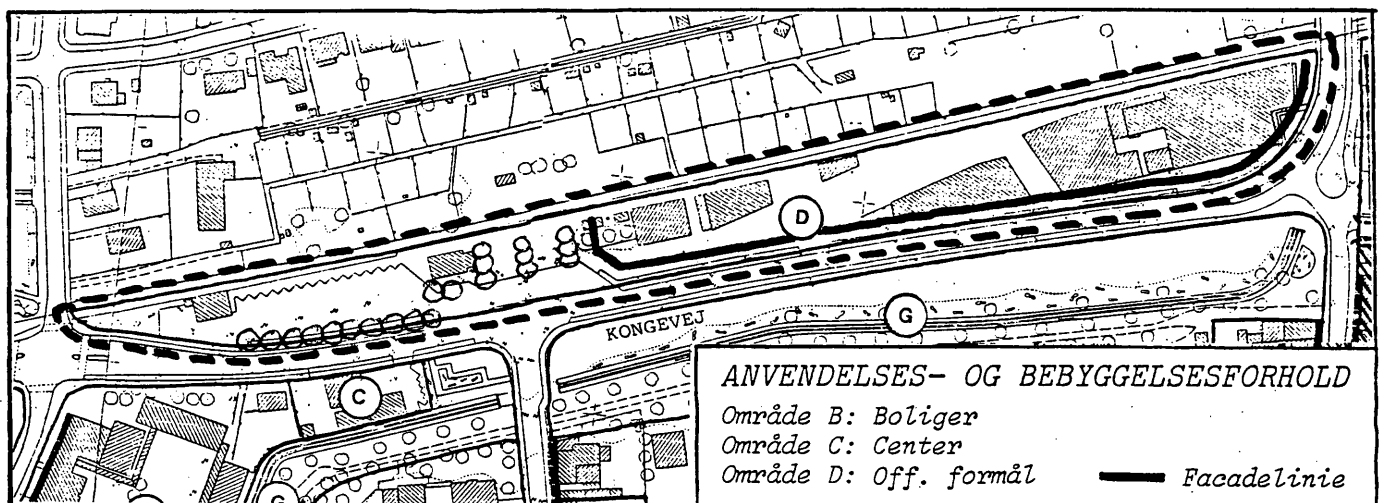 D
G
KONGEVEJ
C
G
ANVENDELSES- OG BEBYGGELSESFORHOLD
Område B: Boliger
Område C: Center
Område D: Off. formål
Facadelinie